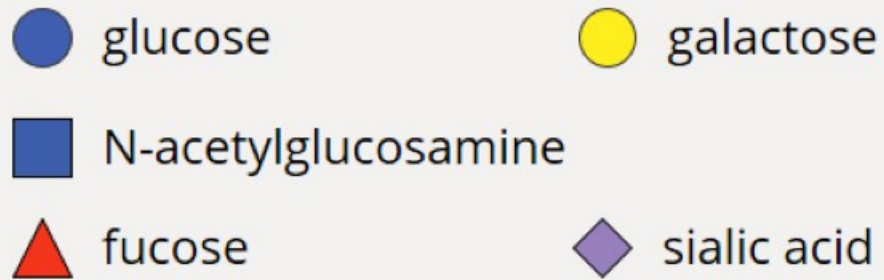 glucose galactose
N-acetylglucosamine
fucose sialic acid